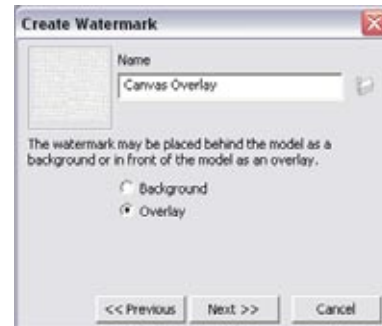 Create Watermark
Name
Canvas Overlay
The watermark may be placed behind the model as a
background or in front of the model as an overlay.
Background
Overlay
<< Previous Next >> Cancel